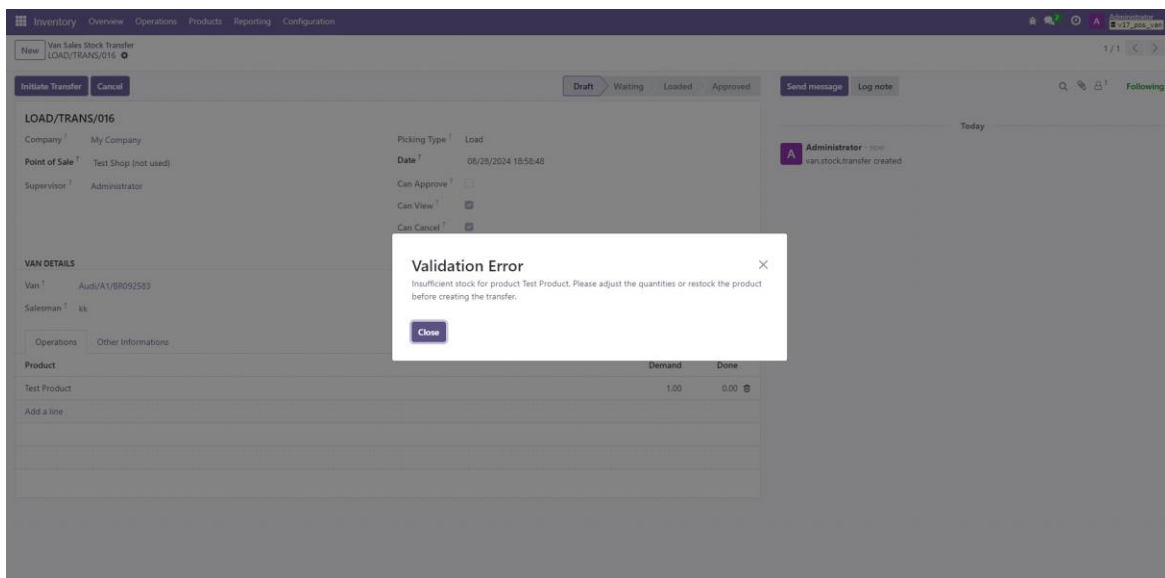 Inventory Overview Operations Products Reporting Configuration
Administrator
v17_pos_van
New
Van Sales Stock Transfer
LOAD/TRANS/016
1/1
Initiate Transfer Cancel
Draft Waiting Loaded Approved
Send message Log note
Following
LOAD/TRANS/016
Company ? My Company
Picking Type ? Load
Point of Sale ? Test Shop (not used)
Date ? 08/28/2024 18:58:48
Supervisor ? Administrator
Can Approve ?
Can View ?
Can Cancel ?
Today
A
Administrator - now
van.stock.transfer created
Validation Error
Insufficient stock for product Test Product. Please adjust the quantities or restock the product
before creating the transfer.
Close
VAN DETAILS
Van ? Audi/A1/BR092583
Salesman ? kk
Operations Other Informations
Product Demand Done
Test Product 1.00 0.00
Add a line